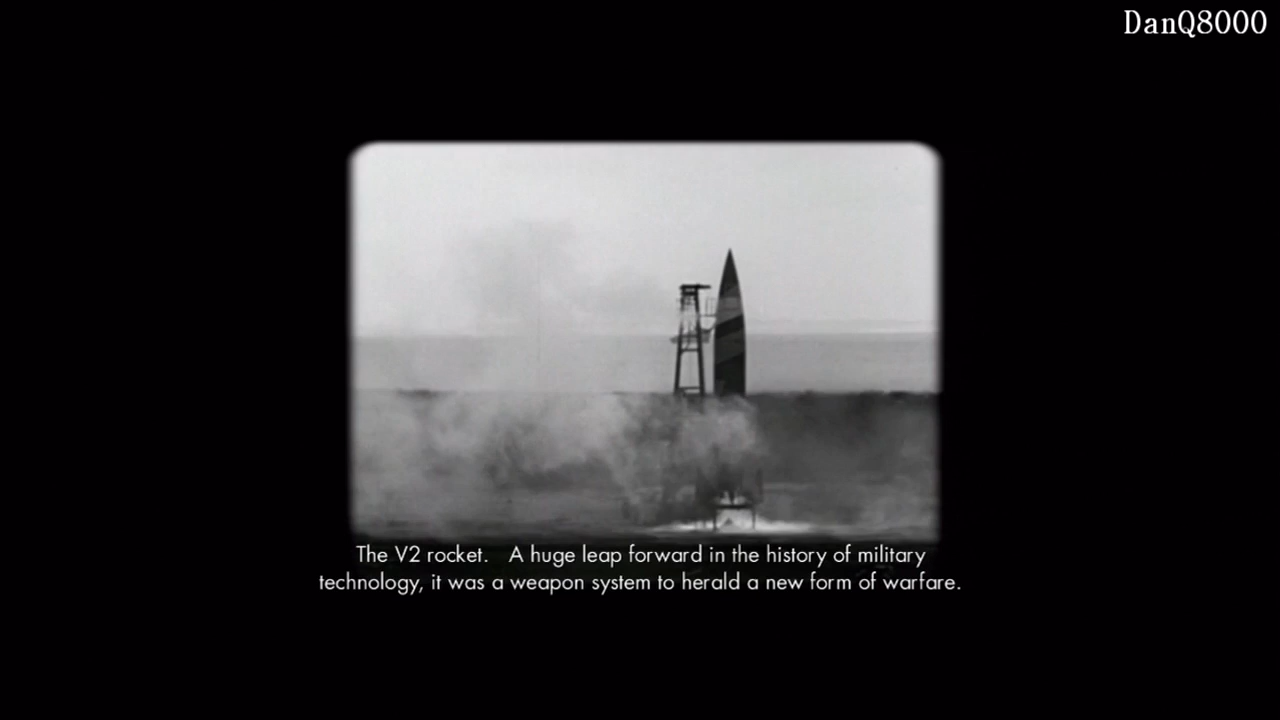 DanQ8000
The V2 rocket. A huge leap forward in the history of military
technology, it was a weapon system to herald a new form of warfare.